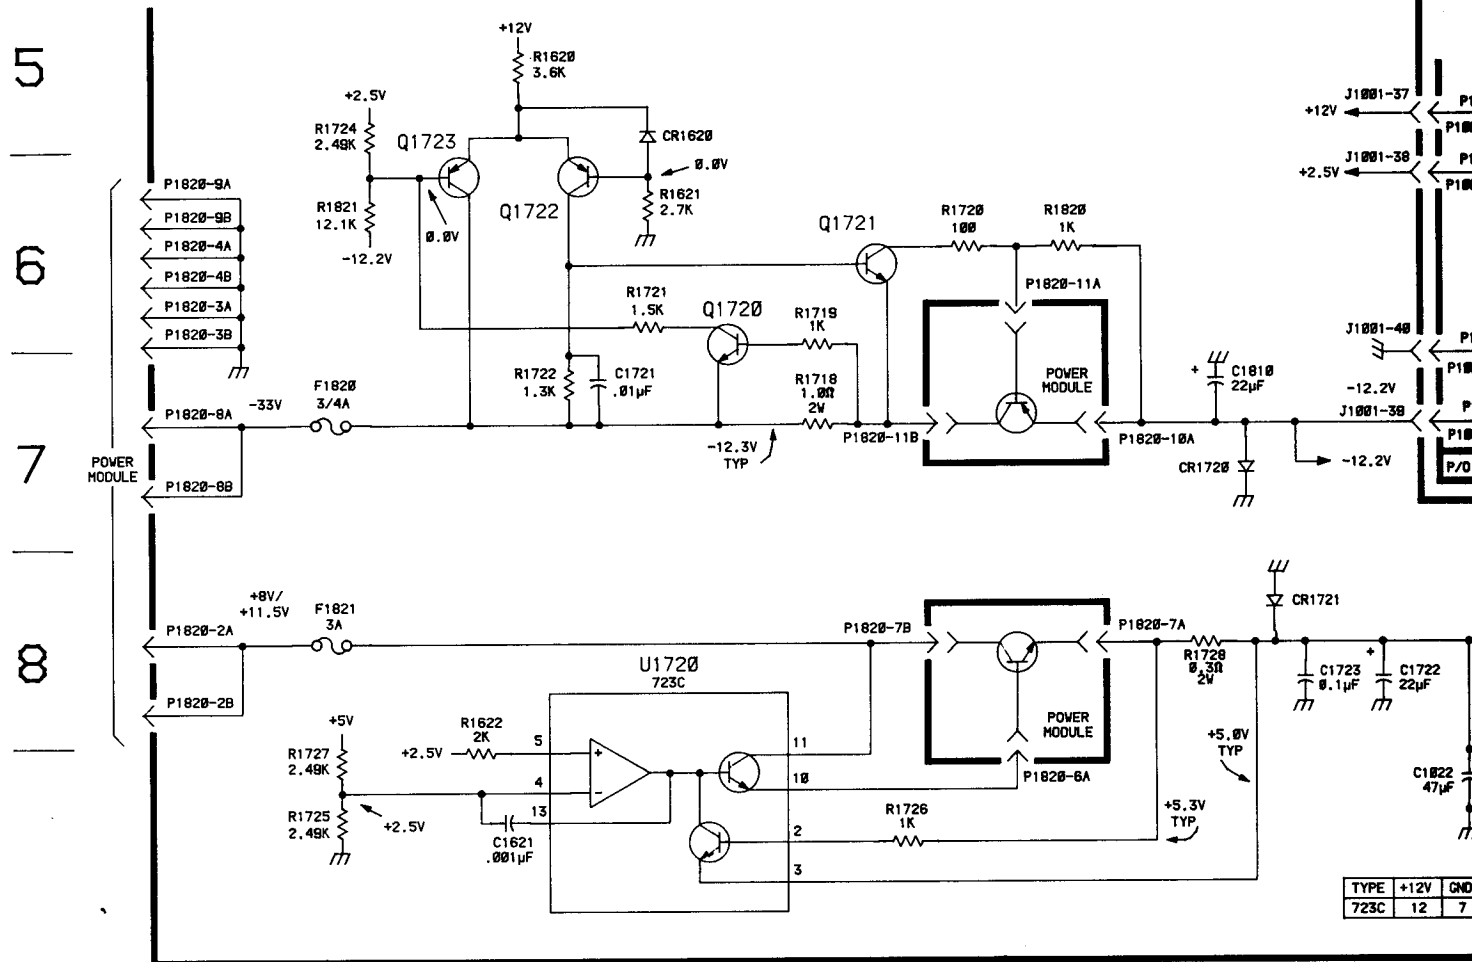 5
6
7
8
+12V
R1620
3.6K
+2.5V
R1724
2.49K
Q1723
CR1620
0.0V
R1821
12.1K
0.0V
-12.2V
Q1722
R1621
2.7K
P1820-9A
P1820-9B
P1820-4A
P1820-4B
P1820-3A
P1820-3B
Q1721
R1720
100
R1820
1K
P1820-11A
R1721
1.5K
Q1720
R1719
1K
R1722
1.3K
C1721
.01µF
R1718
1.0Ω
2W
POWER
MODULE
+
C1810
22µF
J1001-37
+12V
J1001-38
+2.5V
J1001-40
-12.2V
J1001-39
P/O
P1820-8A
-33V
F1820
3/4A
-12.3V
TYP
P1820-11B
P1820-10A
CR1720
-12.2V
POWER
MODULE
P1820-8B
+8V/
+11.5V
F1821
3A
P1820-2A
P1820-2B
P1820-7B
P1820-7A
CR1721
R1728
0.3Ω
2W
C1723
0.1µF
+
C1722
22µF
POWER
MODULE
P1820-6A
U1720
723C
+5V
R1727
2.49K
R1725
2.49K
+2.5V
R1622
2K
+2.5V
5
+
4
-
13
C1621
.001µF
11
10
2
3
R1726
1K
+5.3V
TYP
+5.0V
TYP
C1022
47µF
TYPE +12V GND
723C 12 7